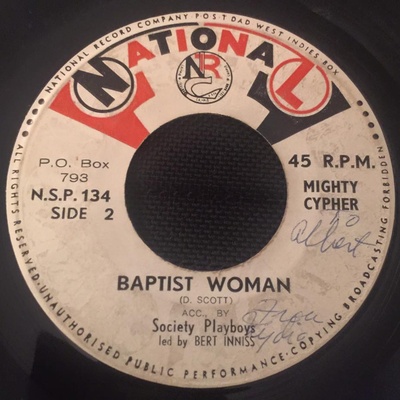 NATIONAL RECORD COMPANY POST DAD WEST INDIES BOX
NATIONAL
NR
P.O. Box
793
45 R.P.M.
N.S.P. 134
SIDE 2
MIGHTY
CYPHER
to
Albert
BAPTIST WOMAN
(D. SCOTT)
ACC. BY
Society Playboys
led by BERT INNISS
From
ALL RIGHTS RESERVED
UNAUTHORISED PUBLIC PERFORMANCE - COPYING BROADCASTING FORBIDDEN